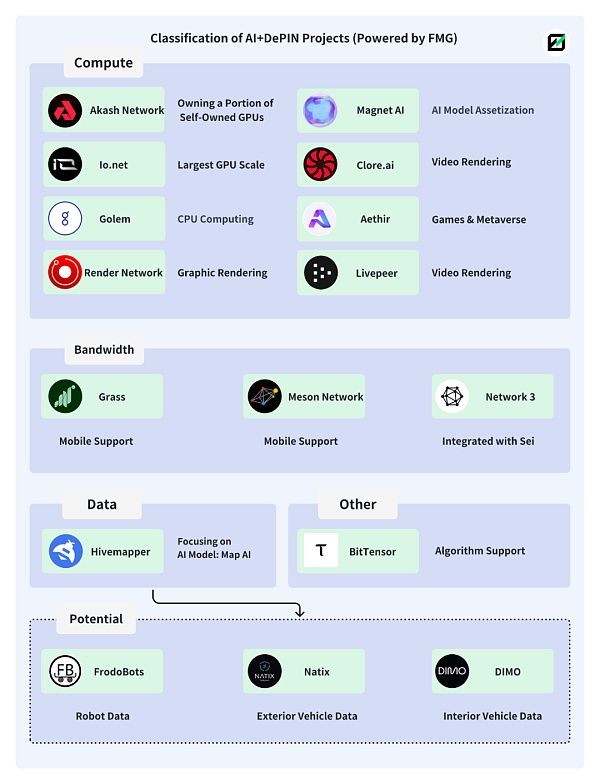 Classification of AI+DePIN Projects (Powered by FMG)
Compute
Akash Network
Owning a Portion of
Self-Owned GPUs
Magnet AI
AI Model Assetization
IO
Io.net
Largest GPU Scale
Clore.ai
Video Rendering
Golem
CPU Computing
Aethir
Games & Metaverse
Render Network
Graphic Rendering
Livepeer
Video Rendering
Bandwidth
Grass
Meson Network
Network 3
Mobile Support
Mobile Support
Integrated with Sei
Data
Hivemapper
Focusing on
AI Model: Map AI
Other
τ
BitTensor
Algorithm Support
Potential
FB
FrodoBots
NATIX
Natix
DIMO
DIMO
Robot Data
Exterior Vehicle Data
Interior Vehicle Data